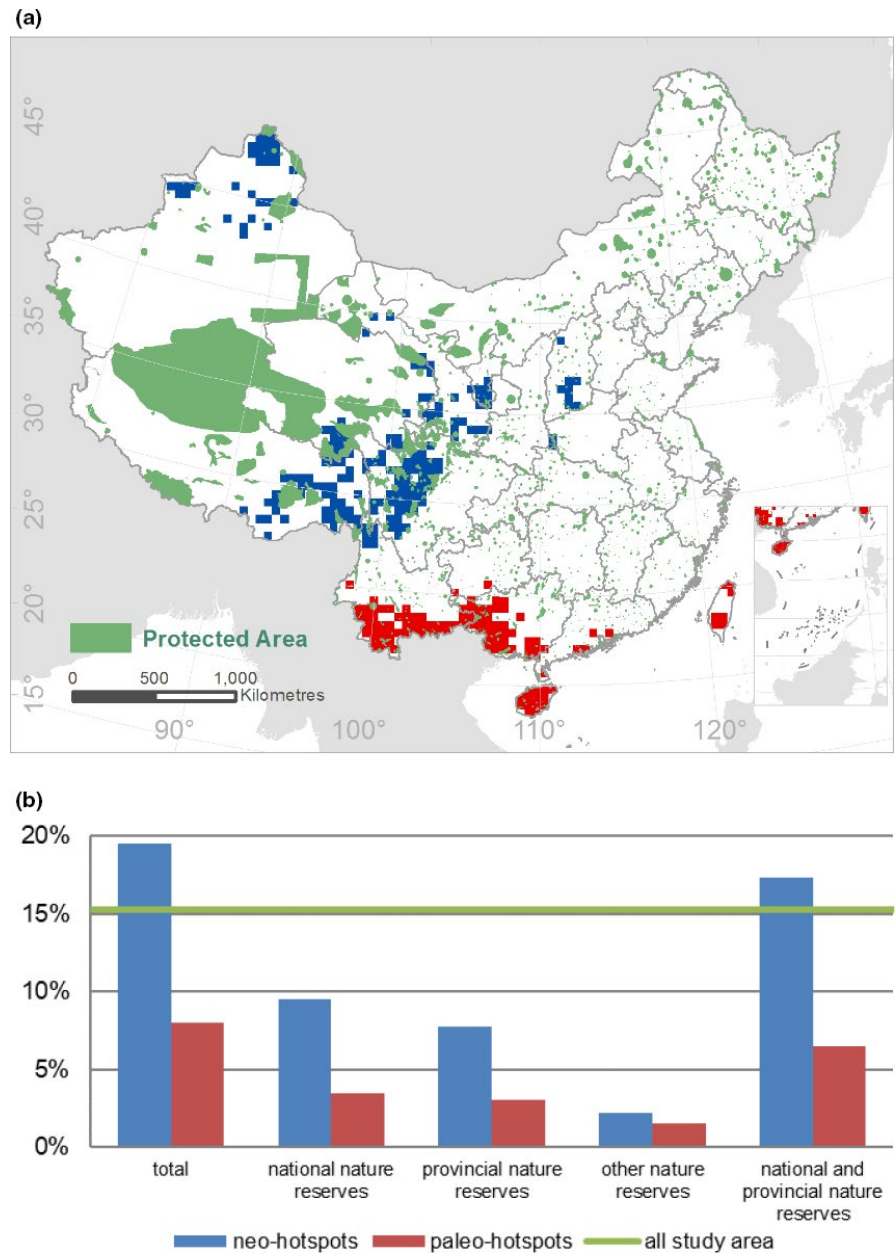 (a)
45°
40°
35°
30°
25°
20°
15°
Protected Area
0 500 1,000
Kilometres
90° 100° 110° 120°
(b)
20%
15%
10%
5%
0%
total
national nature
reserves
provincial nature
reserves
other nature
reserves
national and
provincial nature
reserves
neo-hotspots paleo-hotspots all study area